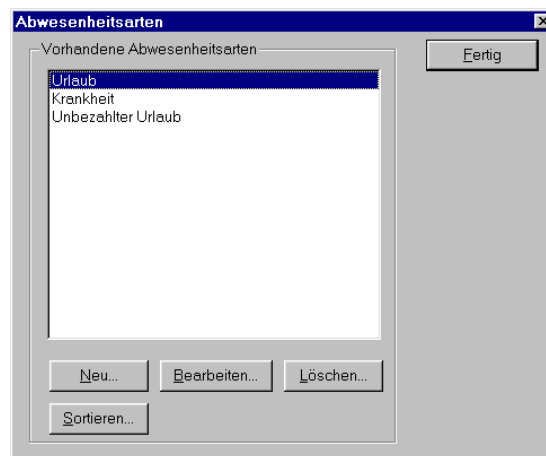 Abwesenheitsarten
Vorhandene Abwesenheitsarten
Fertig
Urlaub
Krankheit
Unbezahlter Urlaub
Neu...
Bearbeiten...
Löschen...
Sortieren...